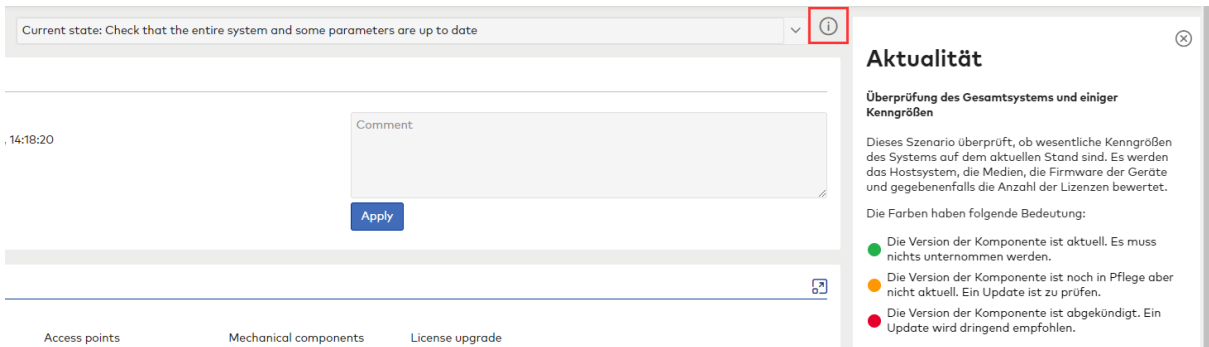 Current state: Check that the entire system and some parameters are up to date
, 14:18:20
Comment
Apply
Access points
Mechanical components
License upgrade
Aktualität
Überprüfung des Gesamtsystems und einiger
Kenngrößen
Dieses Szenario überprüft, ob wesentliche Kenngrößen
des Systems auf dem aktuellen Stand sind. Es werden
das Hostsystem, die Medien, die Firmware der Geräte
und gegebenenfalls die Anzahl der Lizenzen bewertet.
Die Farben haben folgende Bedeutung:
Die Version der Komponente ist aktuell. Es muss
nichts unternommen werden.
Die Version der Komponente ist noch in Pflege aber
nicht aktuell. Ein Update ist zu prüfen.
Die Version der Komponente ist abgekündigt. Ein
Update wird dringend empfohlen.